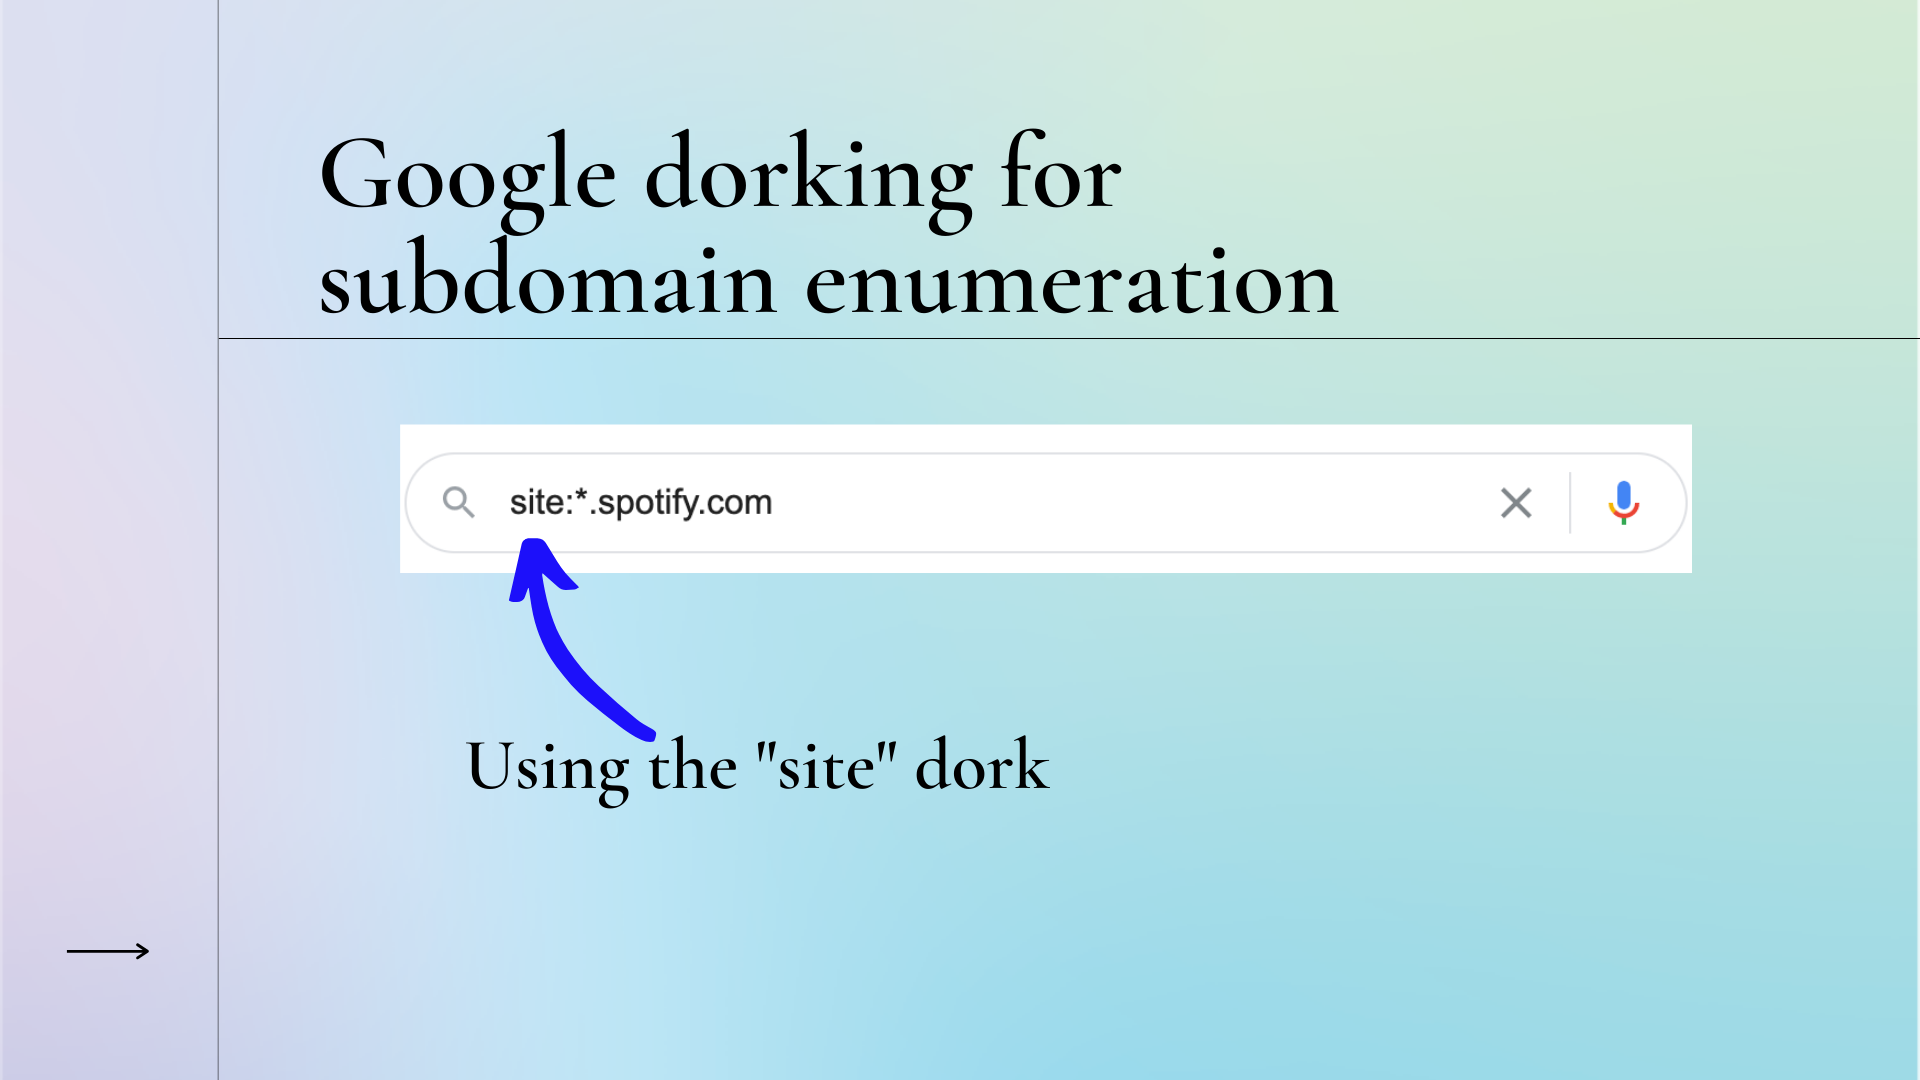 Google dorking for
subdomain enumeration
site:*.spotify.com
Using the "site" dork